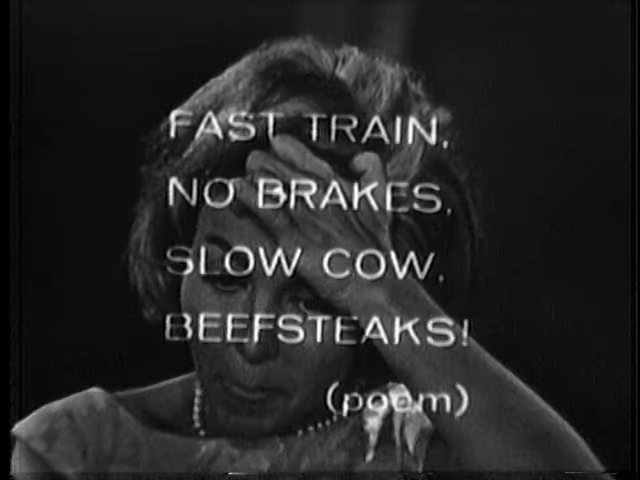 FAST TRAIN,
NO BRAKES,
SLOW COW,
BEEFSTEAKS!
(poem)